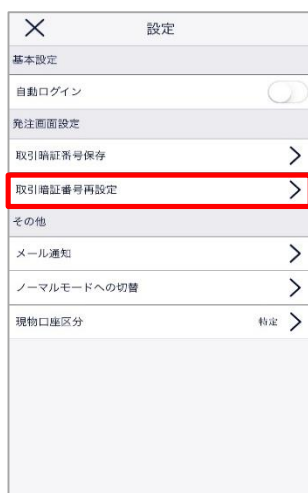 設定
基本設定
自動ログイン
発注画面設定
取引暗証番号保存
取引暗証番号再設定
その他
メール通知
ノーマルモードへの切替
現物口座区分 特定